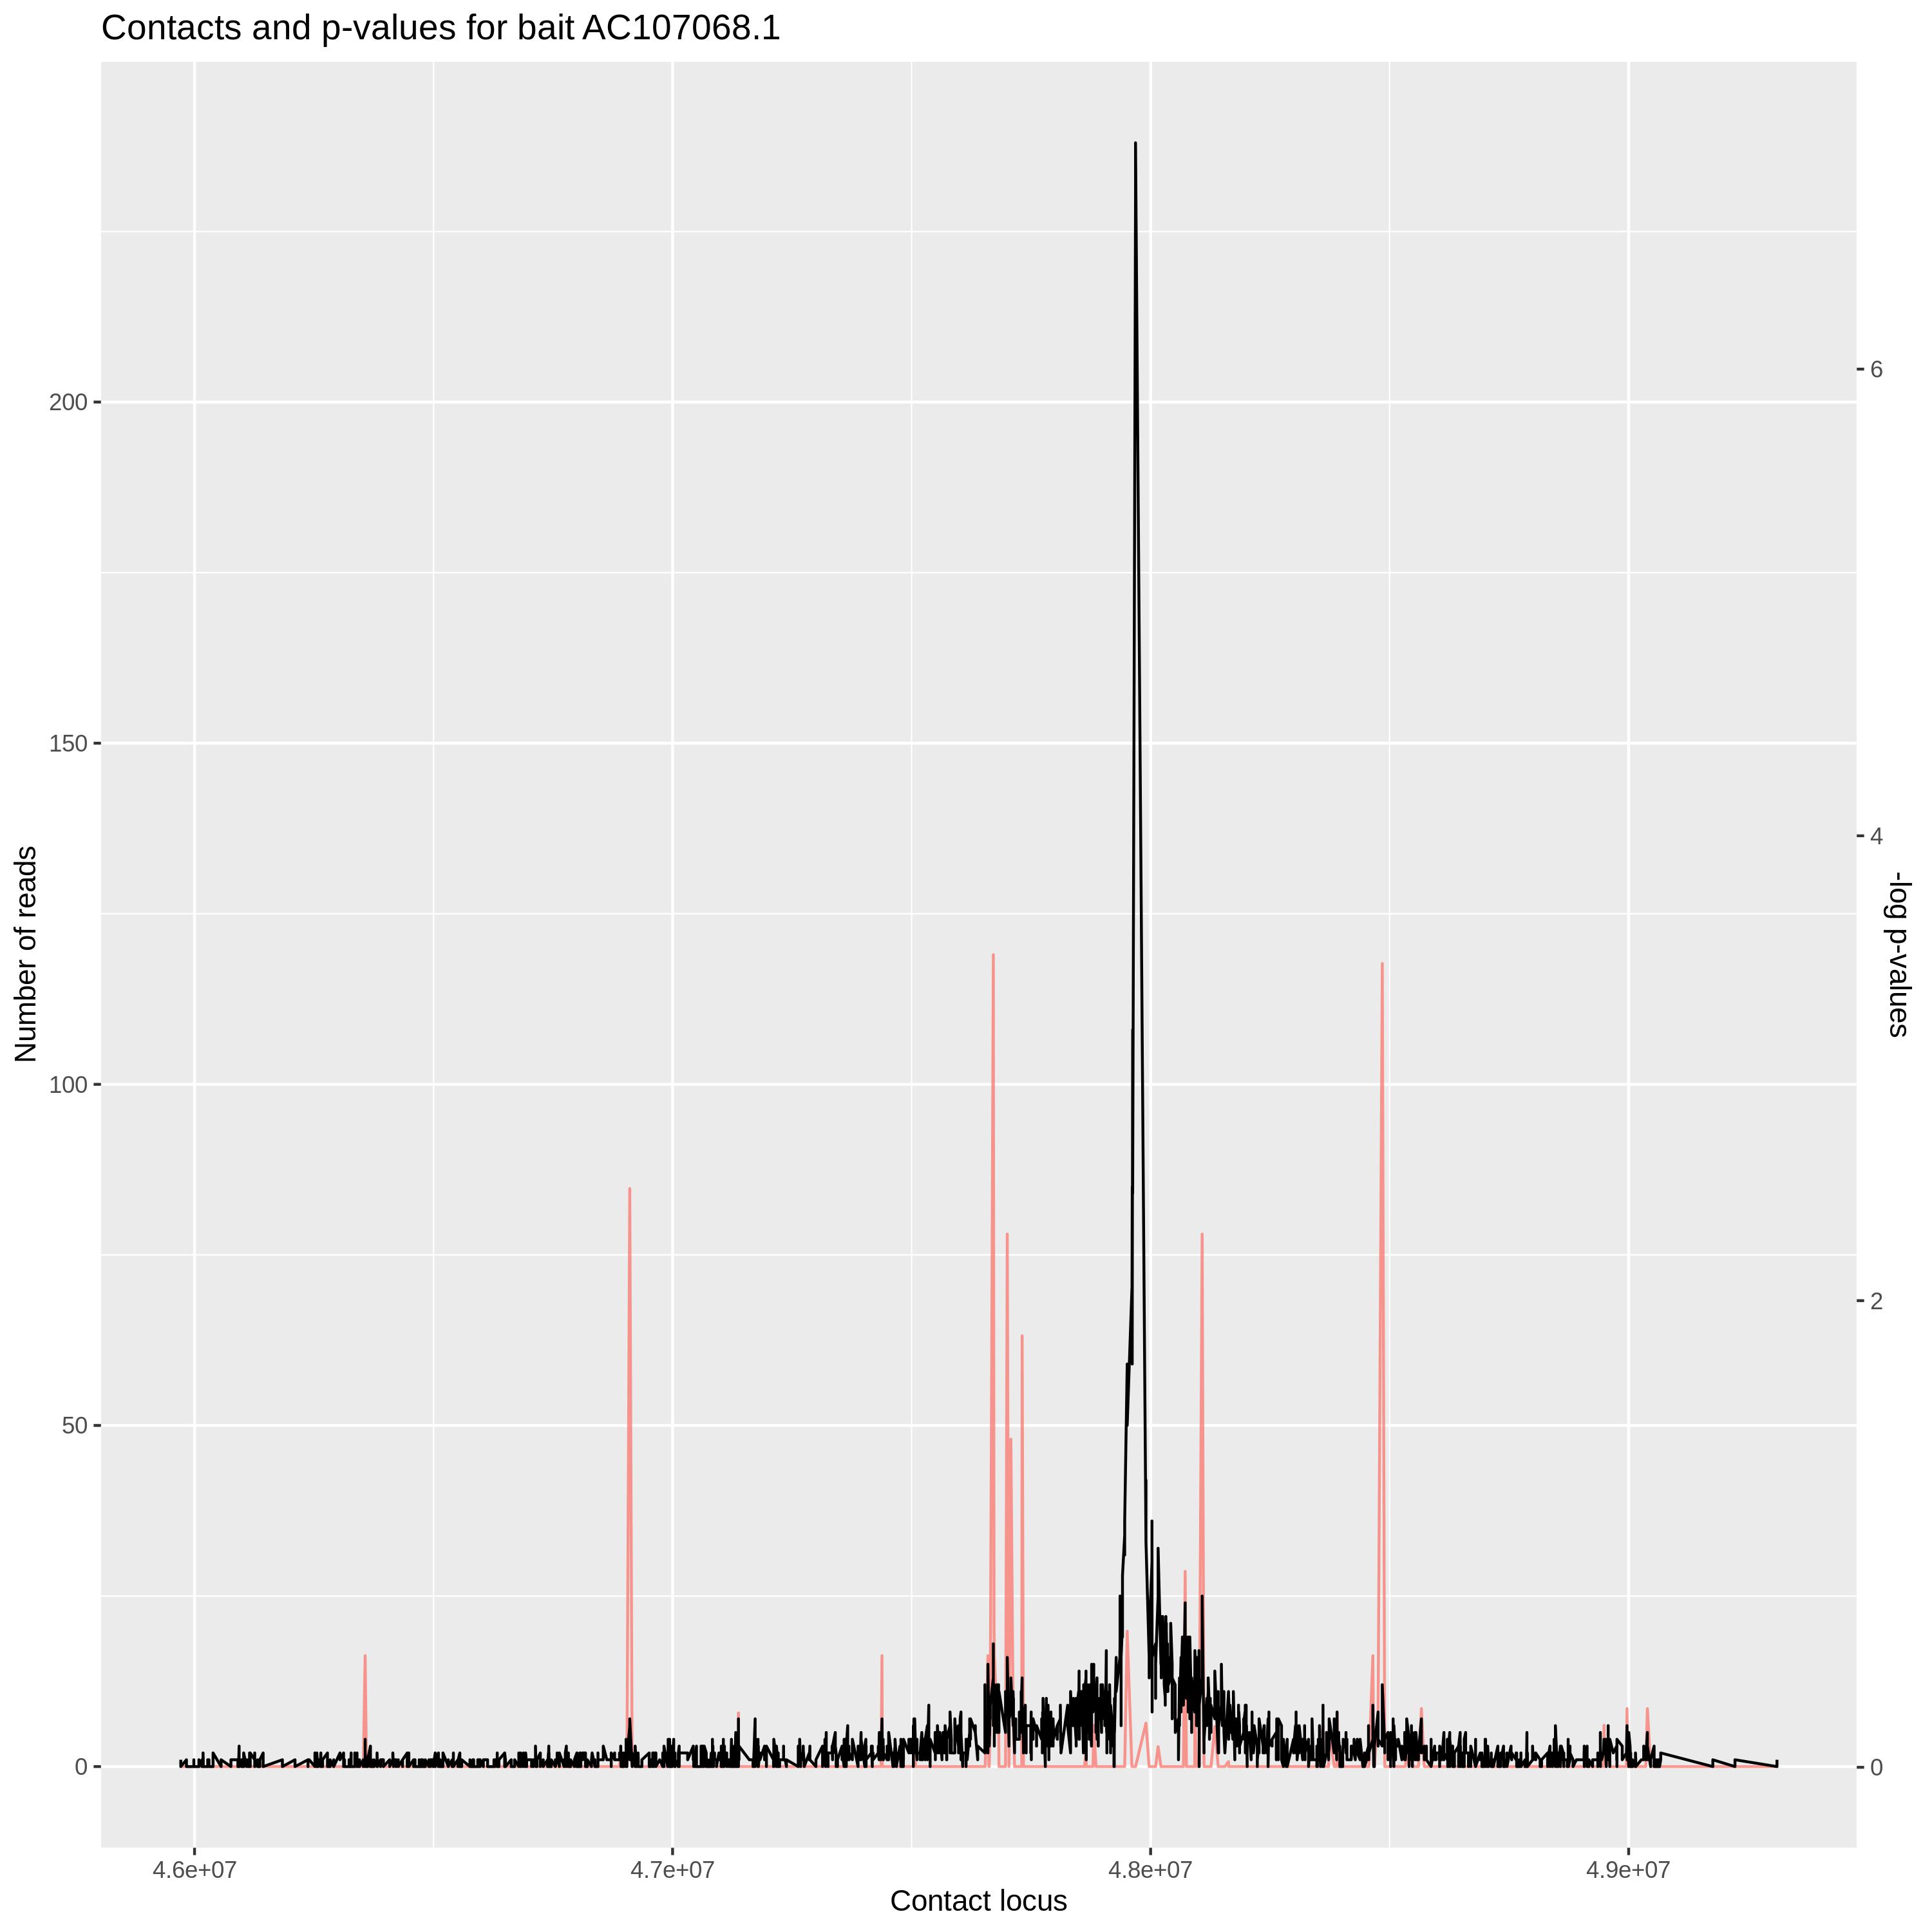 Contacts and p-values for bait AC107068.1
Number of reads
200
150
100
50
0
6
4
2
0
-log p-values
4.6e+07 4.7e+07 4.8e+07 4.9e+07
Contact locus